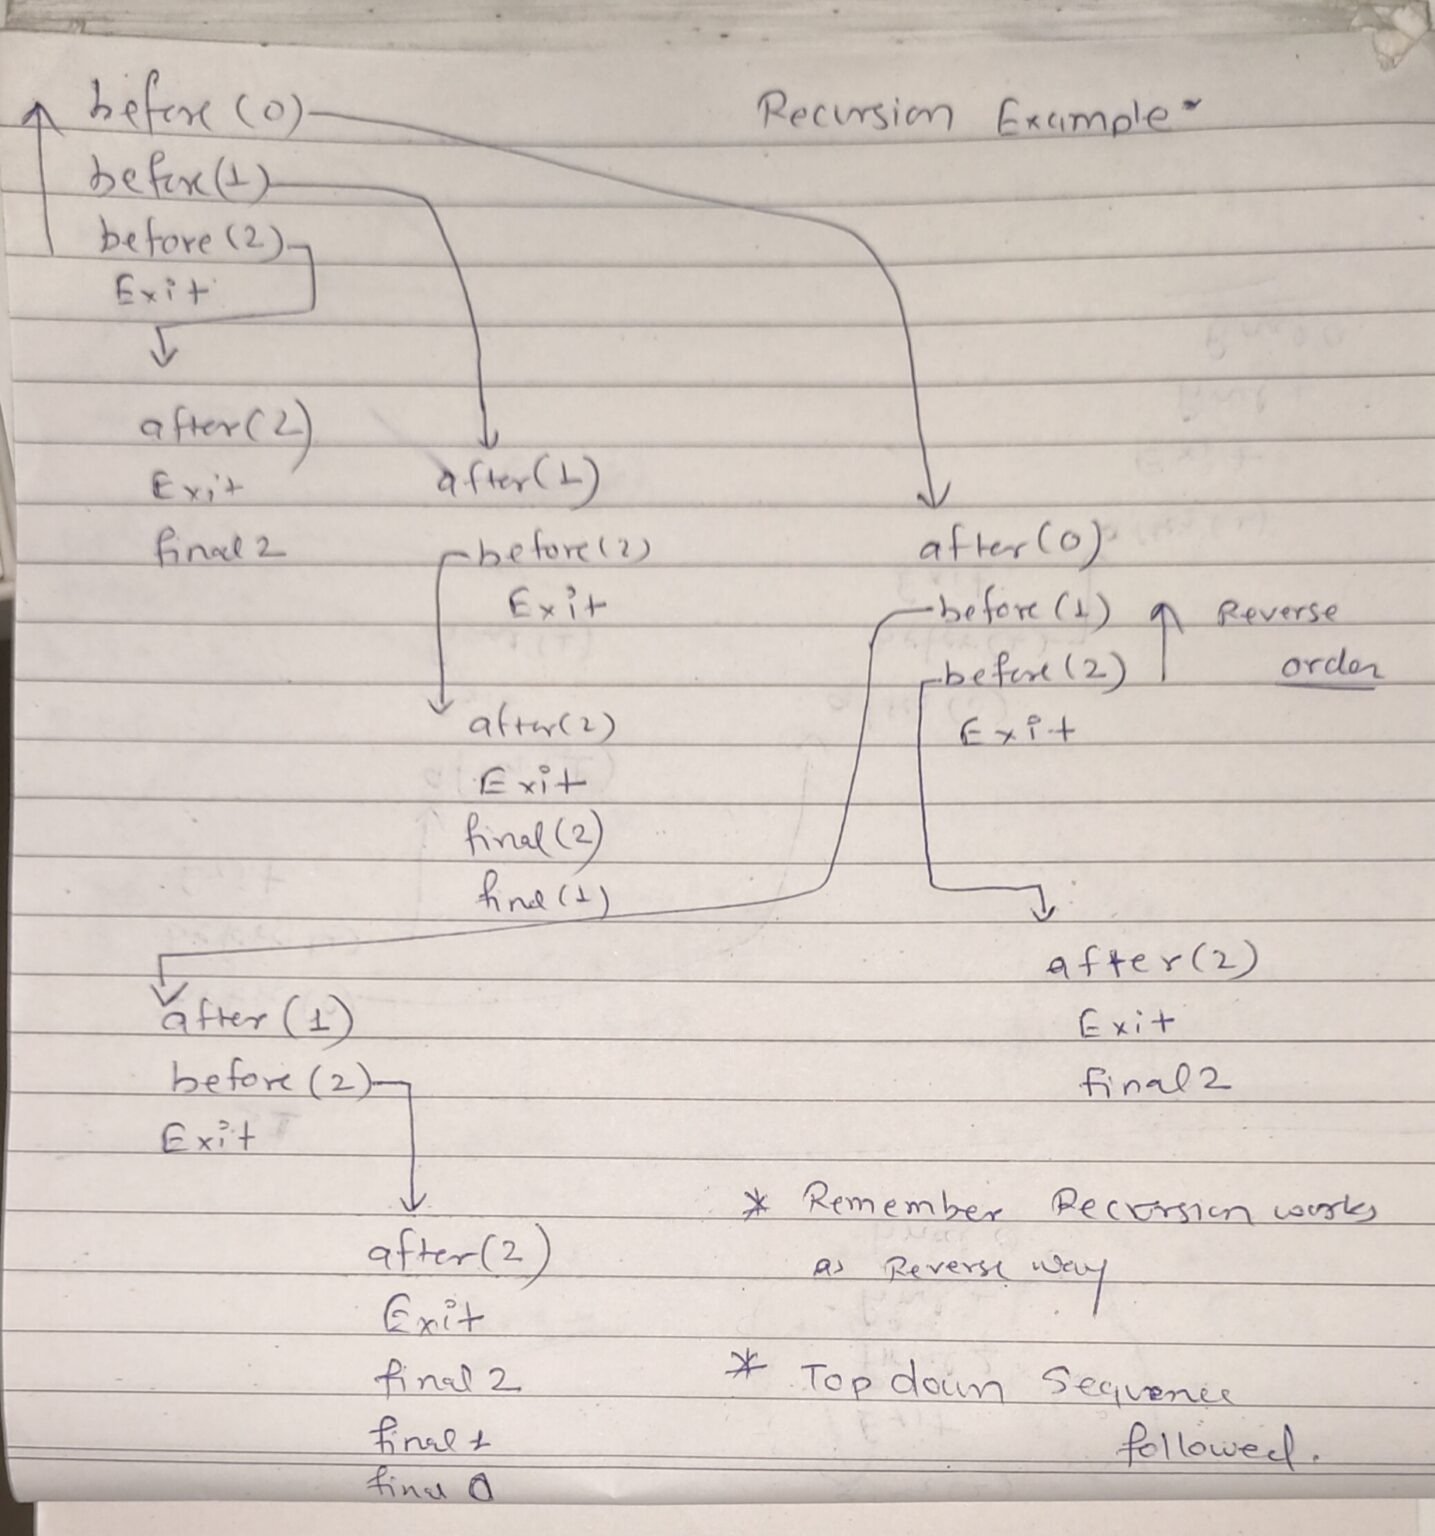 Recursion Example
before (0)
before (1)
before (2)
Exit
after (2)
Exit
final 2
after (1)
before (2)
Exit
after (2)
Exit
final (2)
final (1)
after (0)
before (1)
before (2)
Exit
Reverse
order
after (2)
Exit
final 2
after (1)
before (2)
Exit
after (2)
Exit
final 2
final 1
final 0
* Remember Recursion works
as Reverse way
* Top down Sequence
followed.